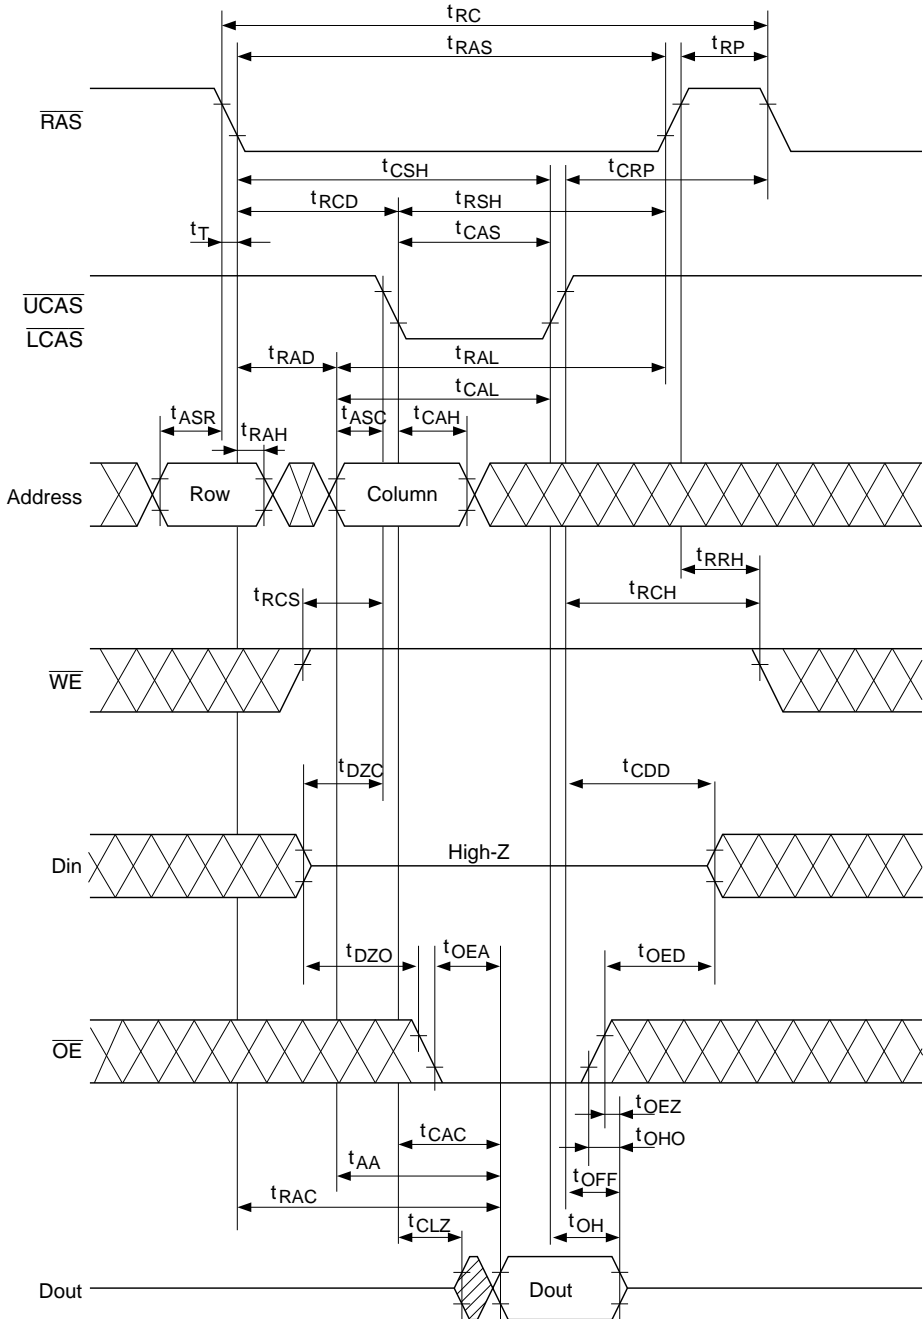 tRC
tRAS
tRP
RAS
tCSH
tCRP
tRCD
tRSH
tT
tCAS
UCAS
LCAS
tRAD
tRAL
tCAL
tASR
tASC
tCAH
tRAH
Address
Row
Column
tRRH
tRCS
tRCH
WE
tDZC
tCDD
Din
High-Z
tDZO
tOEA
tOED
OE
tOEZ
tCAC
tOHO
tAA
tOFF
tRAC
tCLZ
tOH
Dout
Dout